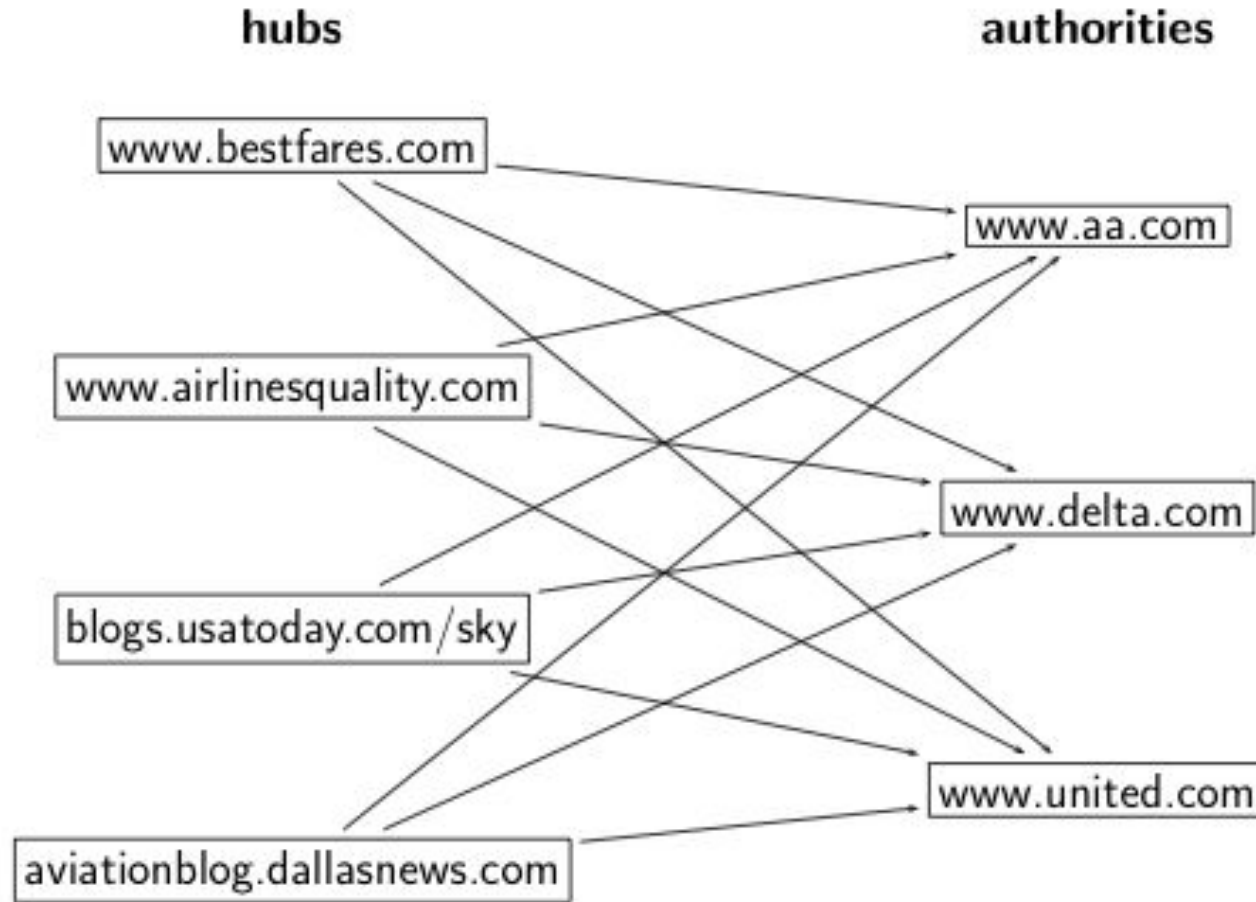 hubs
authorities
www.bestfares.com
www.aa.com
www.airlinesquality.com
www.delta.com
blogs.usatoday.com/sky
www.united.com
aviationblog.dallasnews.com